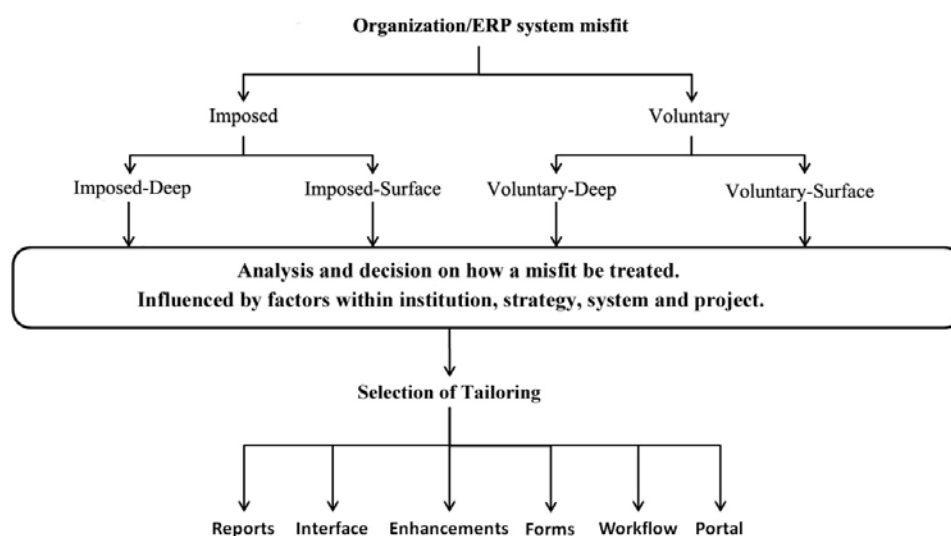 Organization/ERP system misfit
Imposed Voluntary
Imposed-Deep Imposed-Surface Voluntary-Deep Voluntary-Surface
Analysis and decision on how a misfit be treated.
Influenced by factors within institution, strategy, system and project.
Selection of Tailoring
Reports Interface Enhancements Forms Workflow Portal